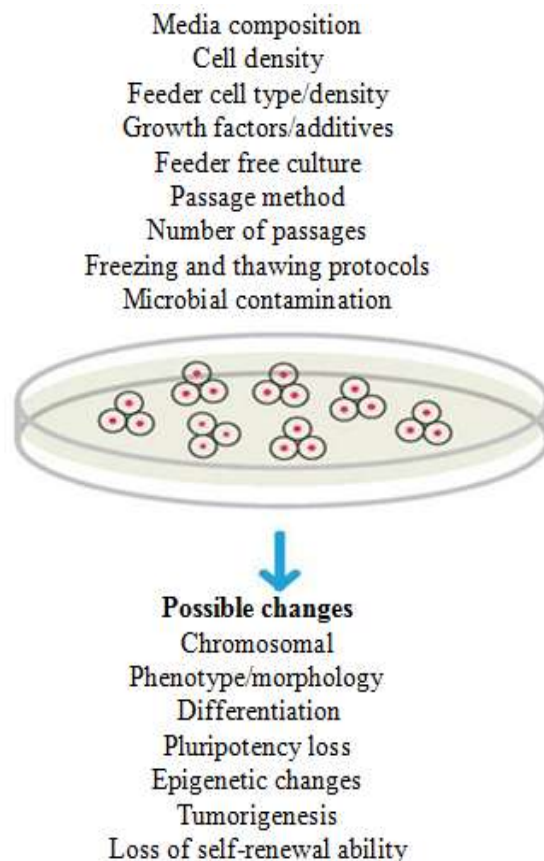 Media composition
Cell density
Feeder cell type/density
Growth factors/additives
Feeder free culture
Passage method
Number of passages
Freezing and thawing protocols
Microbial contamination
Possible changes
Chromosomal
Phenotype/morphology
Differentiation
Pluripotency loss
Epigenetic changes
Tumorigenesis
Loss of self-renewal ability